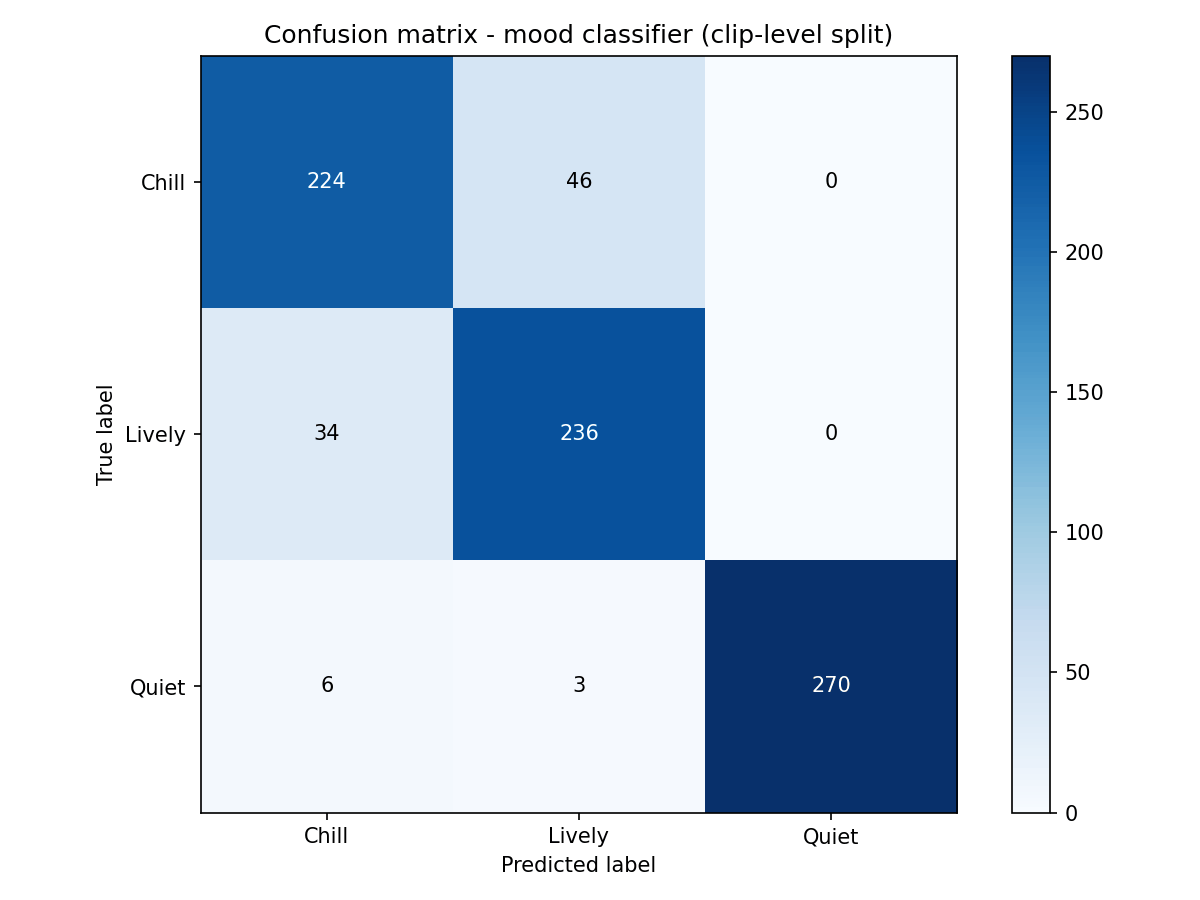 Confusion matrix - mood classifier (clip-level split)
True label
Chill
224
46
0
Lively
34
236
0
Quiet
6
3
270
Chill
Lively
Quiet
Predicted label
250
200
150
100
50
0